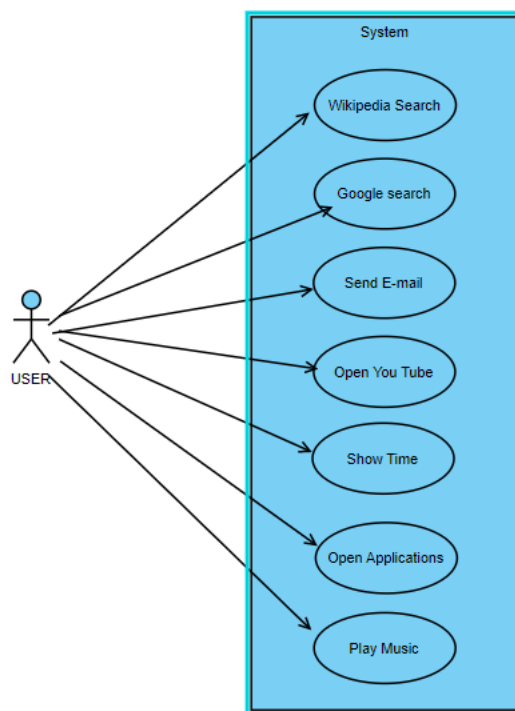 System
Wikipedia Search
Google search
Send E-mail
Open You Tube
USER
Show Time
Open Applications
Play Music